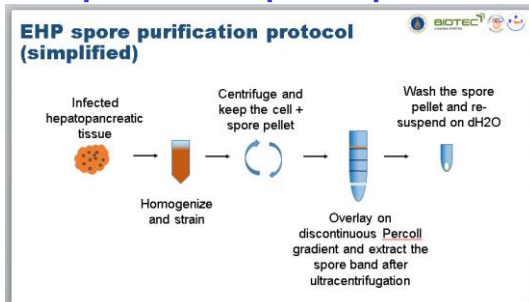 EHP spore purification protocol
(simplified)
BIOTEC
Infected
hepatopancreatic
tissue
Homogenize
and strain
Centrifuge and
keep the cell +
spore pellet
Overlay on
discontinuous Percoll
gradient and extract the
spore band after
ultracentrifugation
Wash the spore
pellet and re-
suspend on dH2O